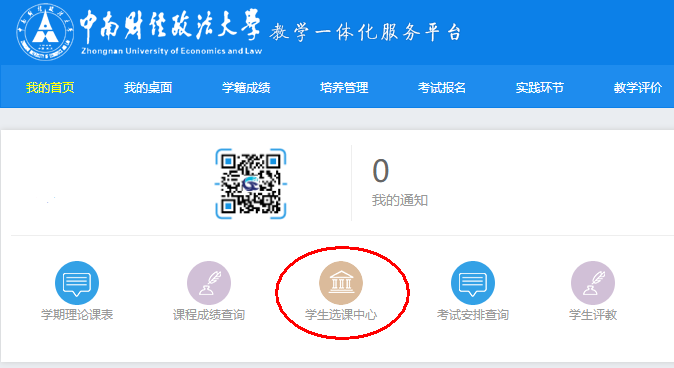 中南财经政法大学 教学一体化服务平台
Zhongnan University of Economics and Law
我的首页 我的桌面 学籍成绩 培养管理 考试报名 实践环节 教学评价
0
我的通知
学期理论课表 课程成绩查询 学生选课中心 考试安排查询 学生评教